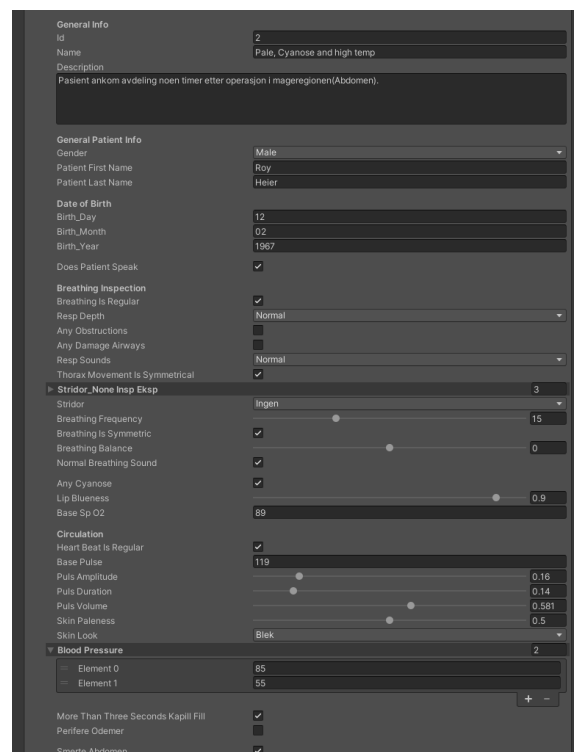 General Info
Id 2
Name Pale, Cyanose and high temp
Description
Pasient ankom avdeling noen timer etter operasjon i mageregionen(Abdomen).
General Patient Info
Gender Male
Patient First Name Roy
Patient Last Name Heier
Date of Birth
Birth_Day 12
Birth_Month 02
Birth_Year 1967
Does Patient Speak
Breathing Inspection
Breathing Is Regular
Resp Depth Normal
Any Obstructions
Any Damage Airways
Resp Sounds Normal
Thorax Movement Is Symmetrical
Stridor_None Insp Eksp 3
Stridor Ingen
Breathing Frequency 15
Breathing Is Symmetric
Breathing Balance 0
Normal Breathing Sound
Any Cyanose
Lip Blueness 0.9
Base Sp O2 89
Circulation
Heart Beat Is Regular
Base Pulse 119
Puls Amplitude 0.16
Puls Duration 0.14
Puls Volume 0.581
Skin Paleness 0.5
Skin Look Blek
Blood Pressure 2
Element 0 85
Element 1 55
More Than Three Seconds Kapill Fill
Perifere Odemer
Smerte Abdomen